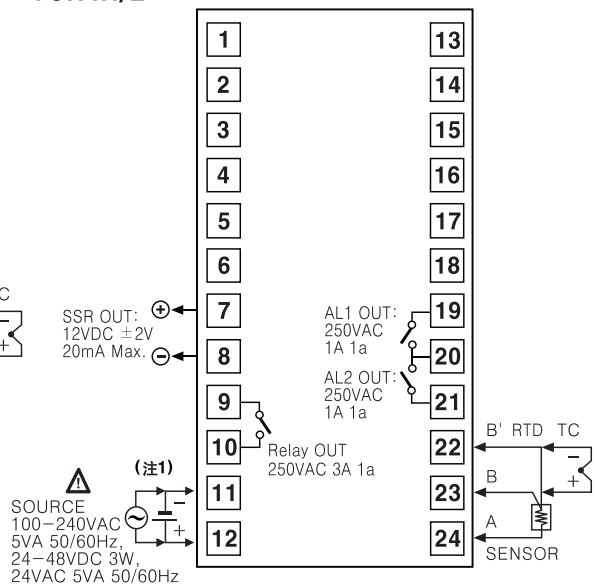 1 13
2 14
3 15
4 16
5 17
6 18
C
SSR OUT:
12VDC ±2V
20mA Max.
7
8
AL1 OUT:
250VAC
1A 1a
19
20
AL2 OUT:
250VAC
1A 1a
21
9
10
Relay OUT
250VAC 3A 1a
22
23
24
B' RTD TC
B
A
SENSOR
(注1)
11
12
SOURCE
100-240VAC
5VA 50/60Hz,
24-48VDC 3W,
24VAC 5VA 50/60Hz